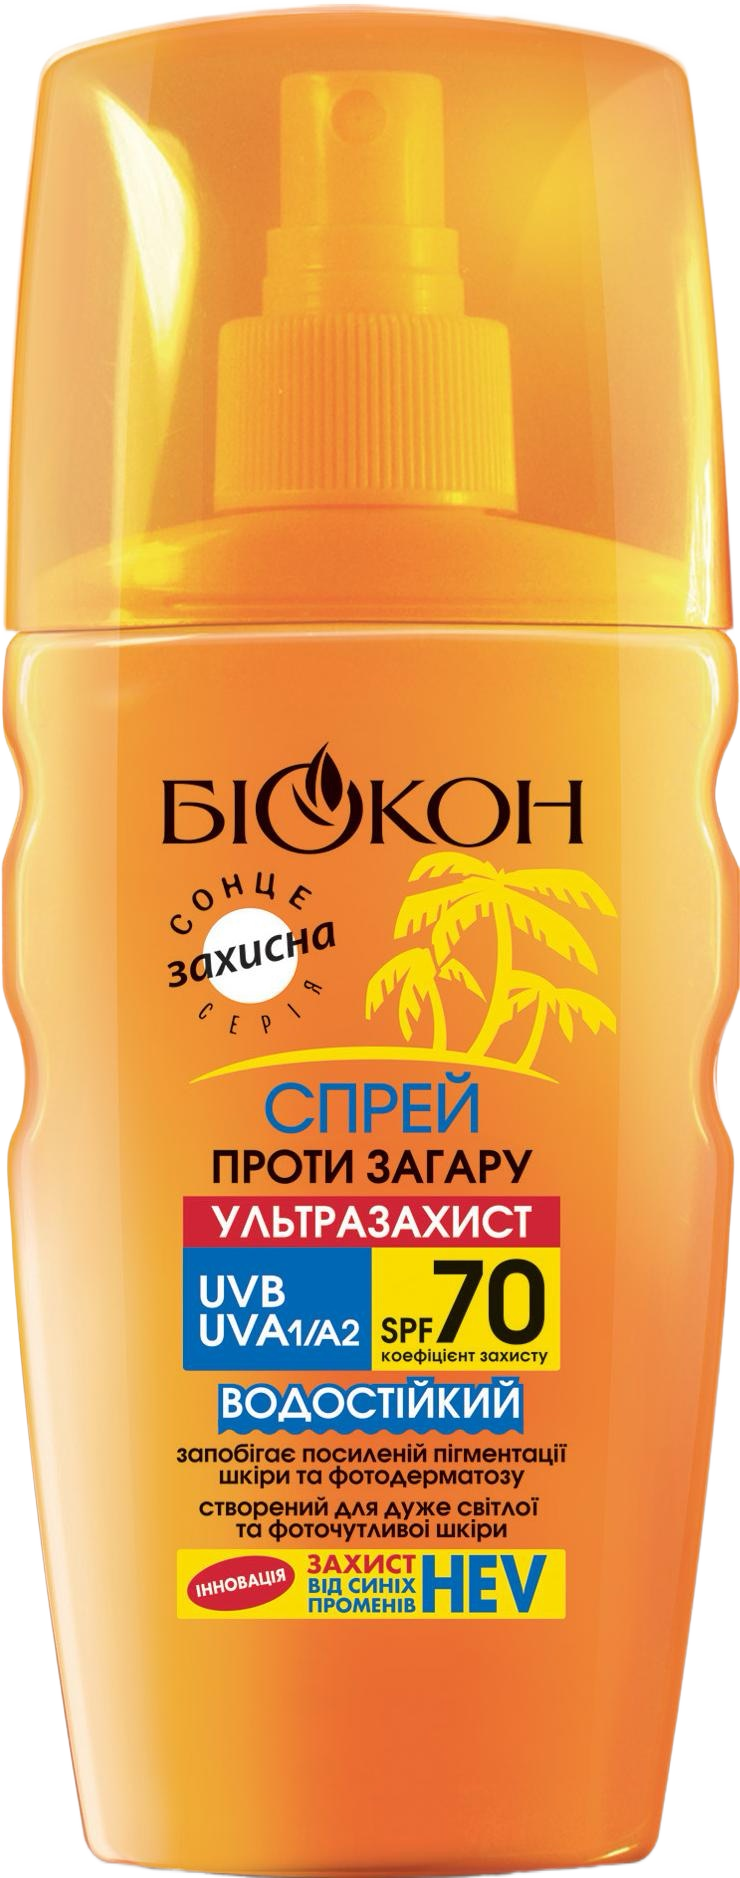 БІОКОН
СОНЦЕ
захисна
СЕРІЯ
СПРЕЙ
ПРОТИ ЗАГАРУ
УЛЬТРАЗАХИСТ
UVB
UVA1/A2
SPF 70
коефіцієнт захисту
ВОДОСТІЙКИЙ
запобігає посиленій пігментації
шкіри та фотодерматозу
створений для дуже світлої
та фоточутливої шкіри
ІННОВАЦІЯ
ЗАХИСТ
ВІД СИНІХ
ПРОМЕНІВ
HEV